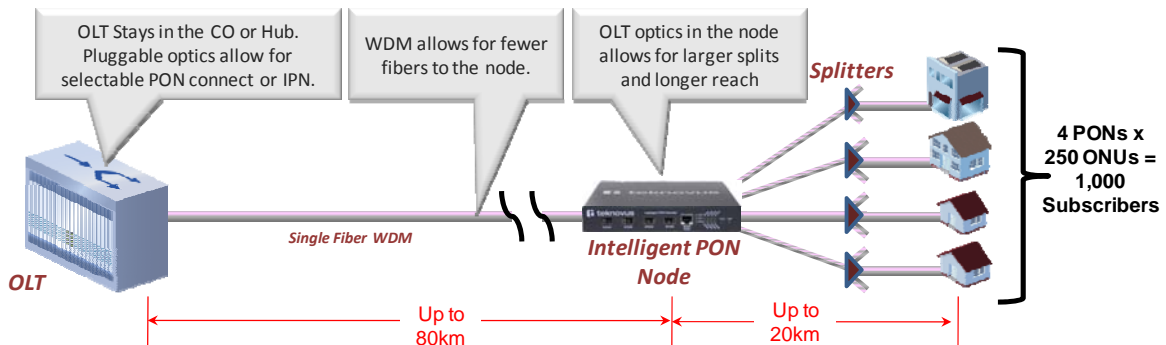 OLT Stays in the CO or Hub.
Pluggable optics allow for
selectable PON connect or IPN.
WDM allows for fewer
fibers to the node.
OLT optics in the node
allows for larger splits
and longer reach
Splitters
4 PONs x
250 ONUs =
1,000
Subscribers
teknovus
teknovus
Single Fiber WDM
Intelligent PON
Node
OLT
Up to
80km
Up to
20km